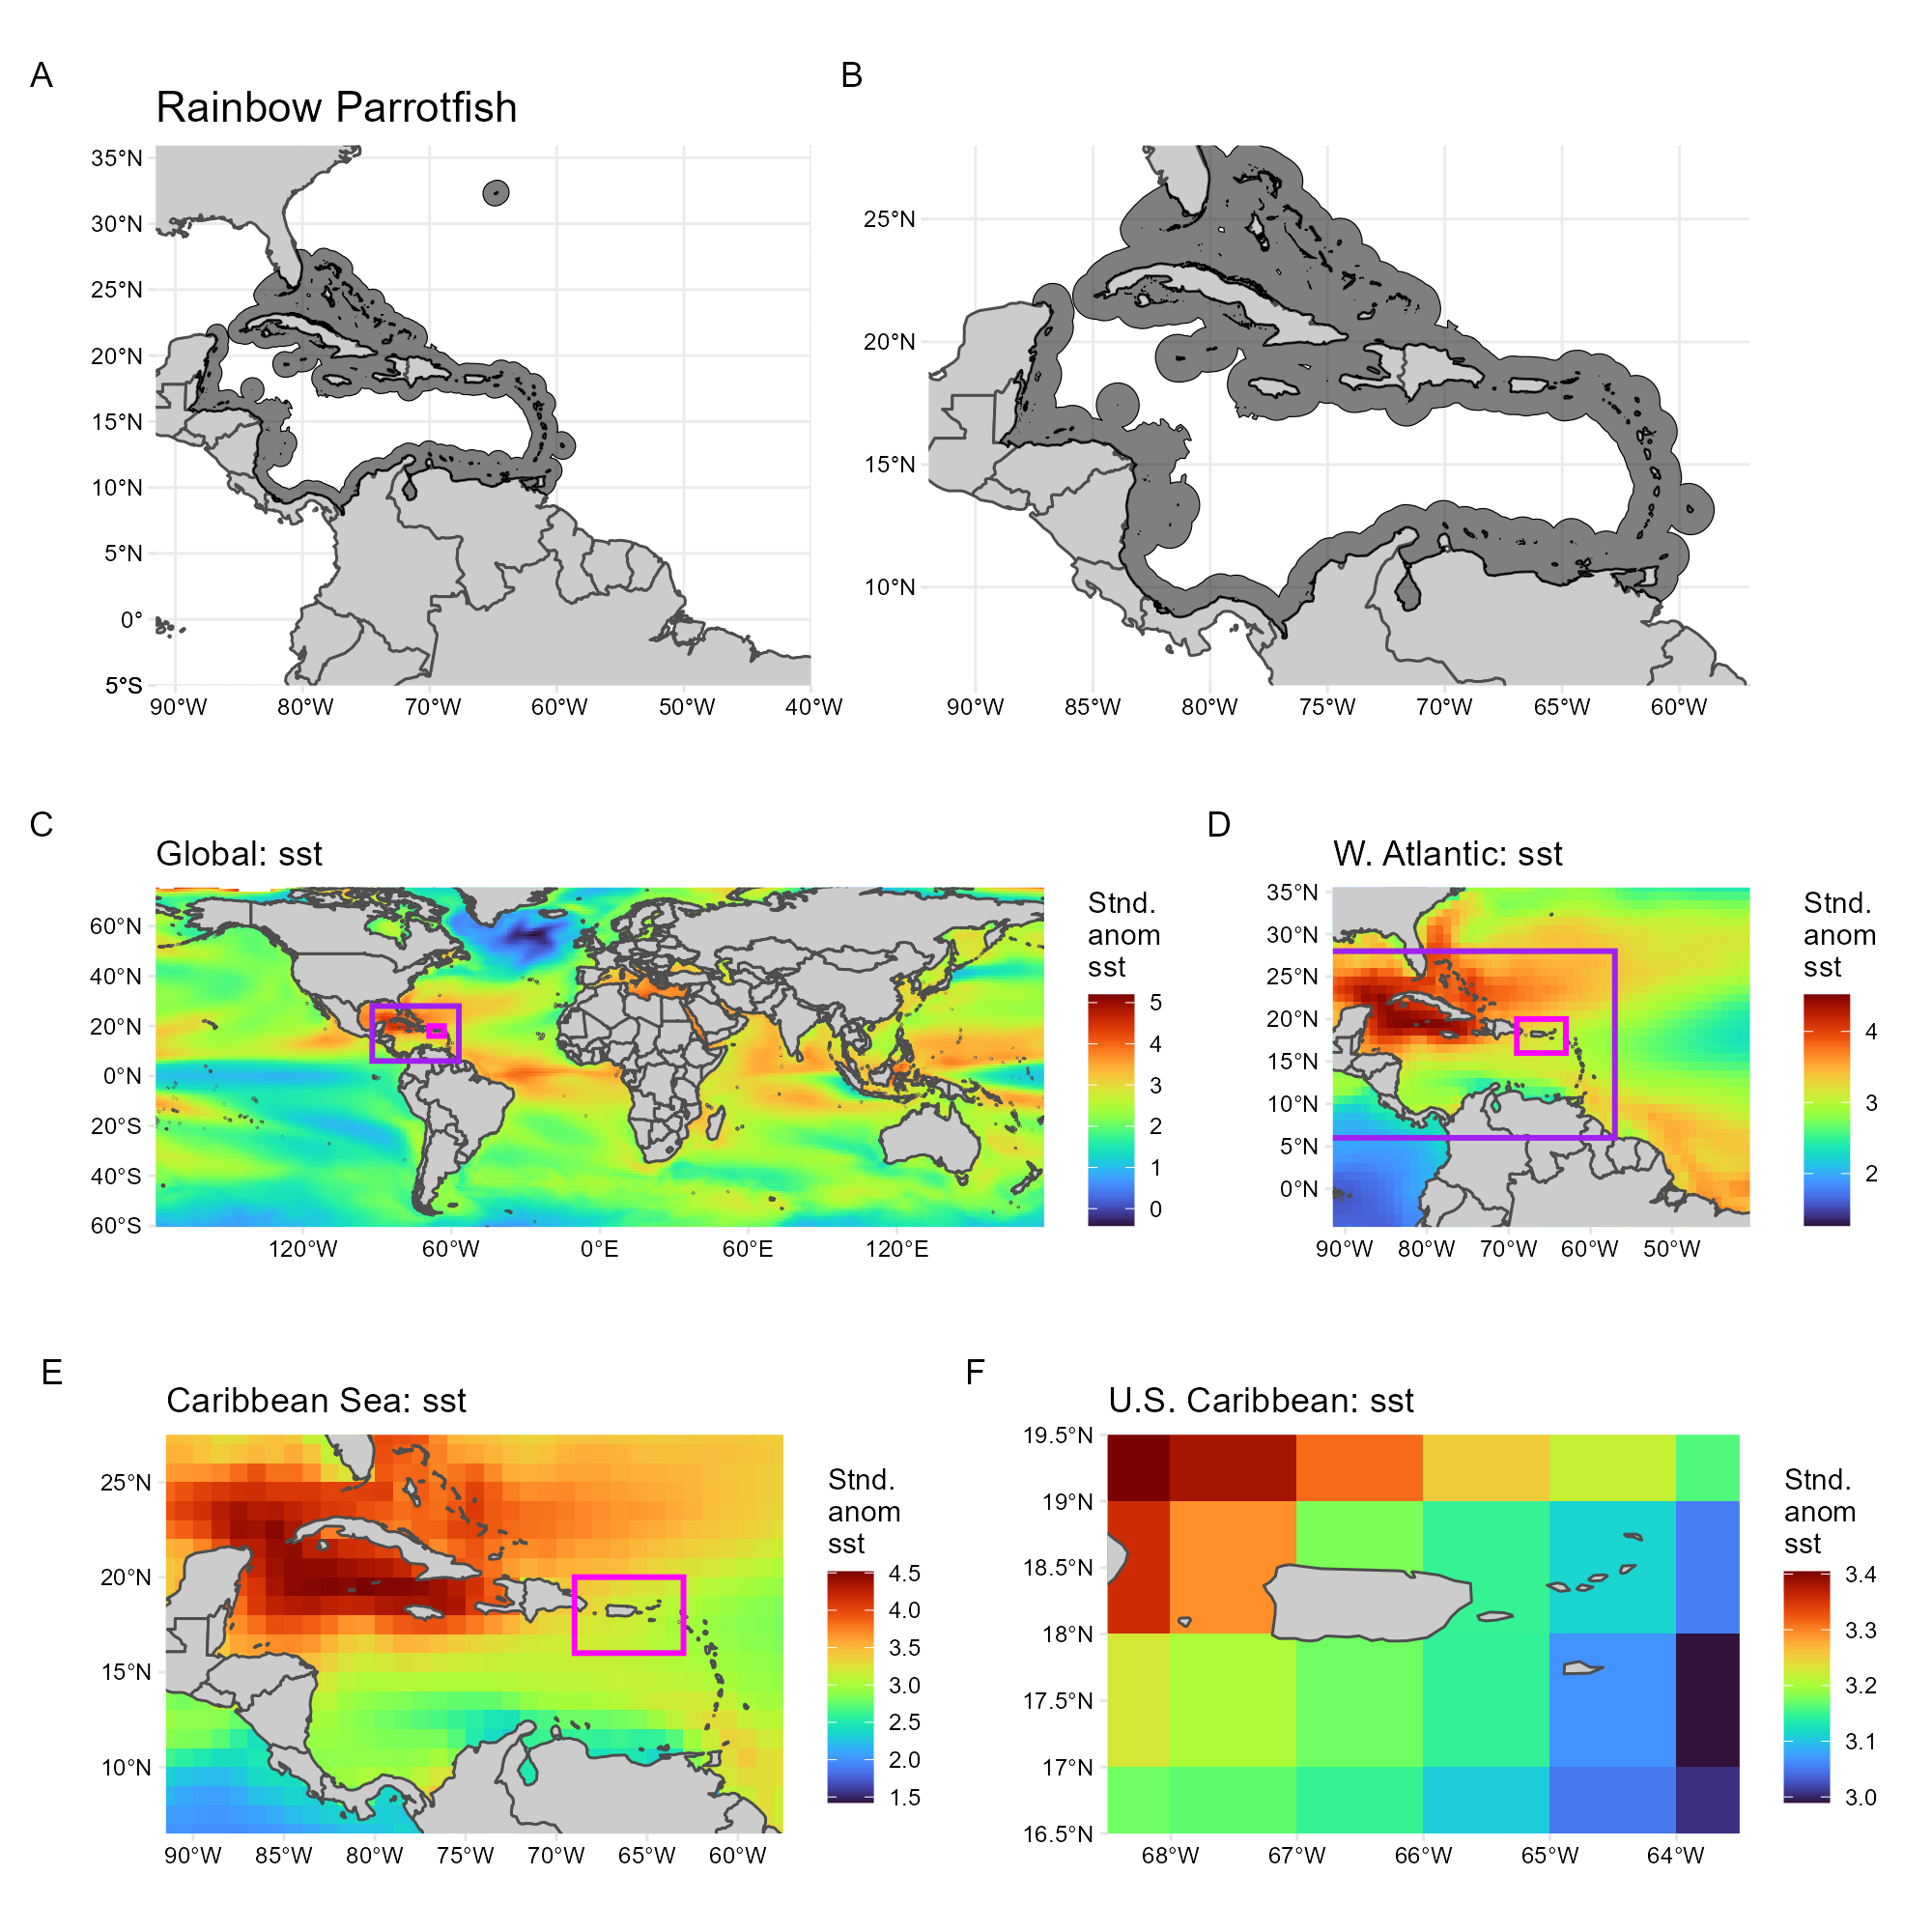 A
B
Rainbow Parrotfish
35°N
30°N
25°N
20°N
15°N
10°N
5°N
0°
5°S
90°W 80°W 70°W 60°W 50°W 40°W
25°N
20°N
15°N
10°N
90°W 85°W 80°W 75°W 70°W 65°W 60°W
C
Global: sst
60°N
40°N
20°N
0°N
20°S
40°S
60°S
120°W 60°W 0°E 60°E 120°E
Stnd.
anom
sst
5
4
3
2
1
0
D
W. Atlantic: sst
35°N
30°N
25°N
20°N
15°N
10°N
5°N
0°N
90°W 80°W 70°W 60°W 50°W
Stnd.
anom
sst
4
3
2
E
Caribbean Sea: sst
25°N
20°N
15°N
10°N
90°W 85°W 80°W 75°W 70°W 65°W 60°W
Stnd.
anom
sst
4.5
4.0
3.5
3.0
2.5
2.0
1.5
F
U.S. Caribbean: sst
19.5°N
19°N
18.5°N
18°N
17.5°N
17°N
16.5°N
68°W 67°W 66°W 65°W 64°W
Stnd.
anom
sst
3.4
3.3
3.2
3.1
3.0